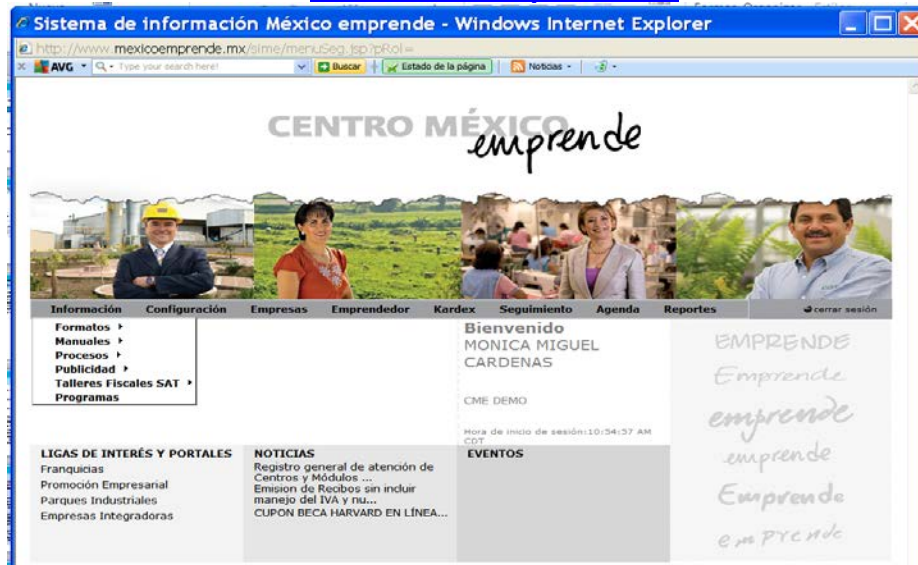 Sistema de información México emprende - Windows Internet Explorer
http://www.mexicoemprende.mx/sime/menuSeg.jsp?pRol=
AVG Type your search here! Buscar Estado de la página Noticias
CENTRO MÉXICO
emprende
Información Configuración Empresas Emprendedor Kardex Seguimiento Agenda Reportes cerrar sesión
Formatos
Manuales
Procesos
Publicidad
Talleres Fiscales SAT
Programas
Bienvenido
MONICA MIGUEL
CARDENAS
CME DEMO
Hora de inicio de sesión:10:54:57 AM
CDT
EMPRENDE
Emprende
emprende
emprende
Emprende
emprende
LIGAS DE INTERÉS Y PORTALES
Franquicias
Promoción Empresarial
Parques Industriales
Empresas Integradoras
NOTICIAS
Registro general de atención de
Centros y Módulos ...
Emision de Recibos sin incluir
manejo del IVA y nu...
CUPON BECA HARVARD EN LÍNEA...
EVENTOS